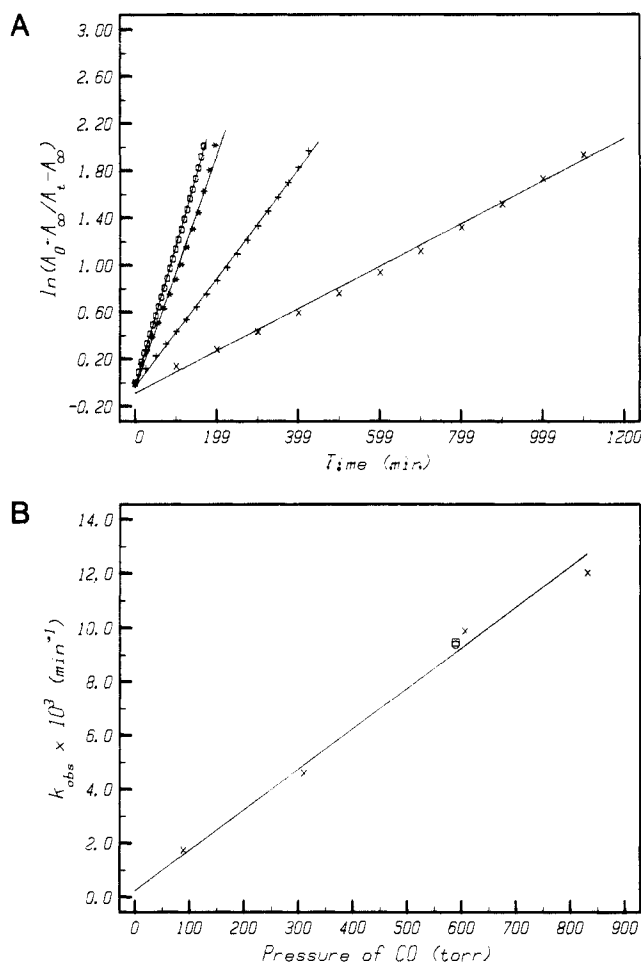 A
3.00
2.60
2.20
1.80
1.40
1.00
0.60
0.20
-0.20
ln(A₀-A∞/Aₜ-A∞)
0 199 399 599 799 999 1200
Time (min)
B
14.0
12.0
10.0
8.0
6.0
4.0
2.0
0.0
k_obs × 10³ (min⁻¹)
0 100 200 300 400 500 600 700 800 900
Pressure of CO (torr)